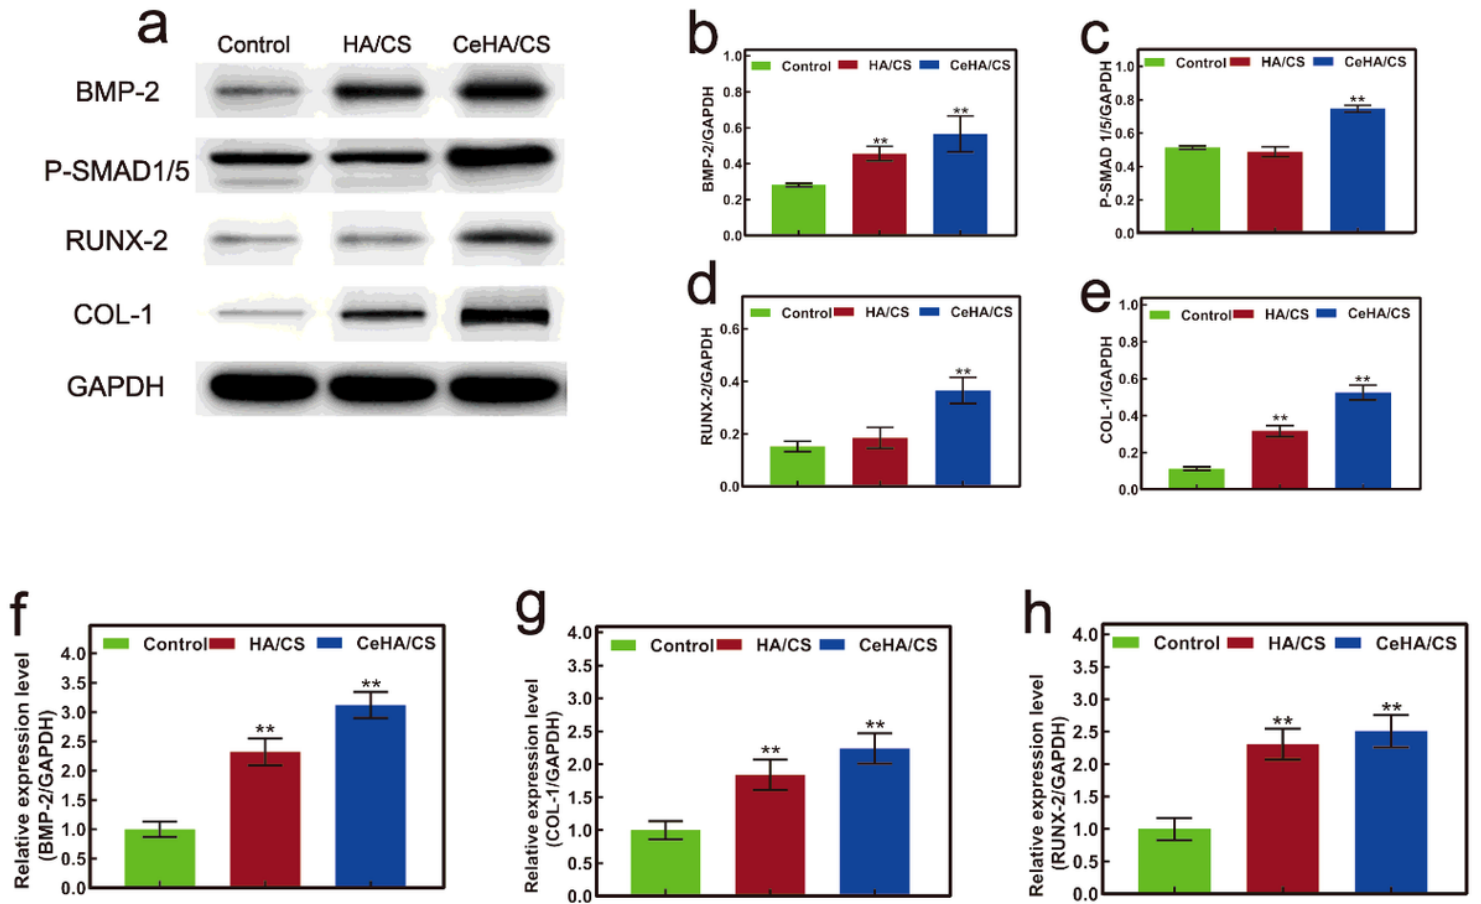 a
Control HA/CS CeHA/CS
BMP-2
P-SMAD1/5
RUNX-2
COL-1
GAPDH
b
Control HA/CS CeHA/CS
BMP-2/GAPDH
1.0
0.8
0.6
0.4
0.2
0.0
** **
c
Control HA/CS CeHA/CS
P-SMAD 1/5/GAPDH
1.0
0.8
0.6
0.4
0.2
0.0
**
d
Control HA/CS CeHA/CS
RUNX-2/GAPDH
0.6
0.4
0.2
0.0
**
e
Control HA/CS CeHA/CS
COL-1/GAPDH
1.0
0.8
0.6
0.4
0.2
0.0
** **
f
Control HA/CS CeHA/CS
Relative expression level
(BMP-2/GAPDH)
4.0
3.5
3.0
2.5
2.0
1.5
1.0
0.5
0.0
** **
g
Control HA/CS CeHA/CS
Relative expression level
(COL-1/GAPDH)
4.0
3.5
3.0
2.5
2.0
1.5
1.0
0.5
0.0
** **
h
Control HA/CS CeHA/CS
Relative expression level
(RUNX-2/GAPDH)
4.0
3.5
3.0
2.5
2.0
1.5
1.0
0.5
0.0
** **